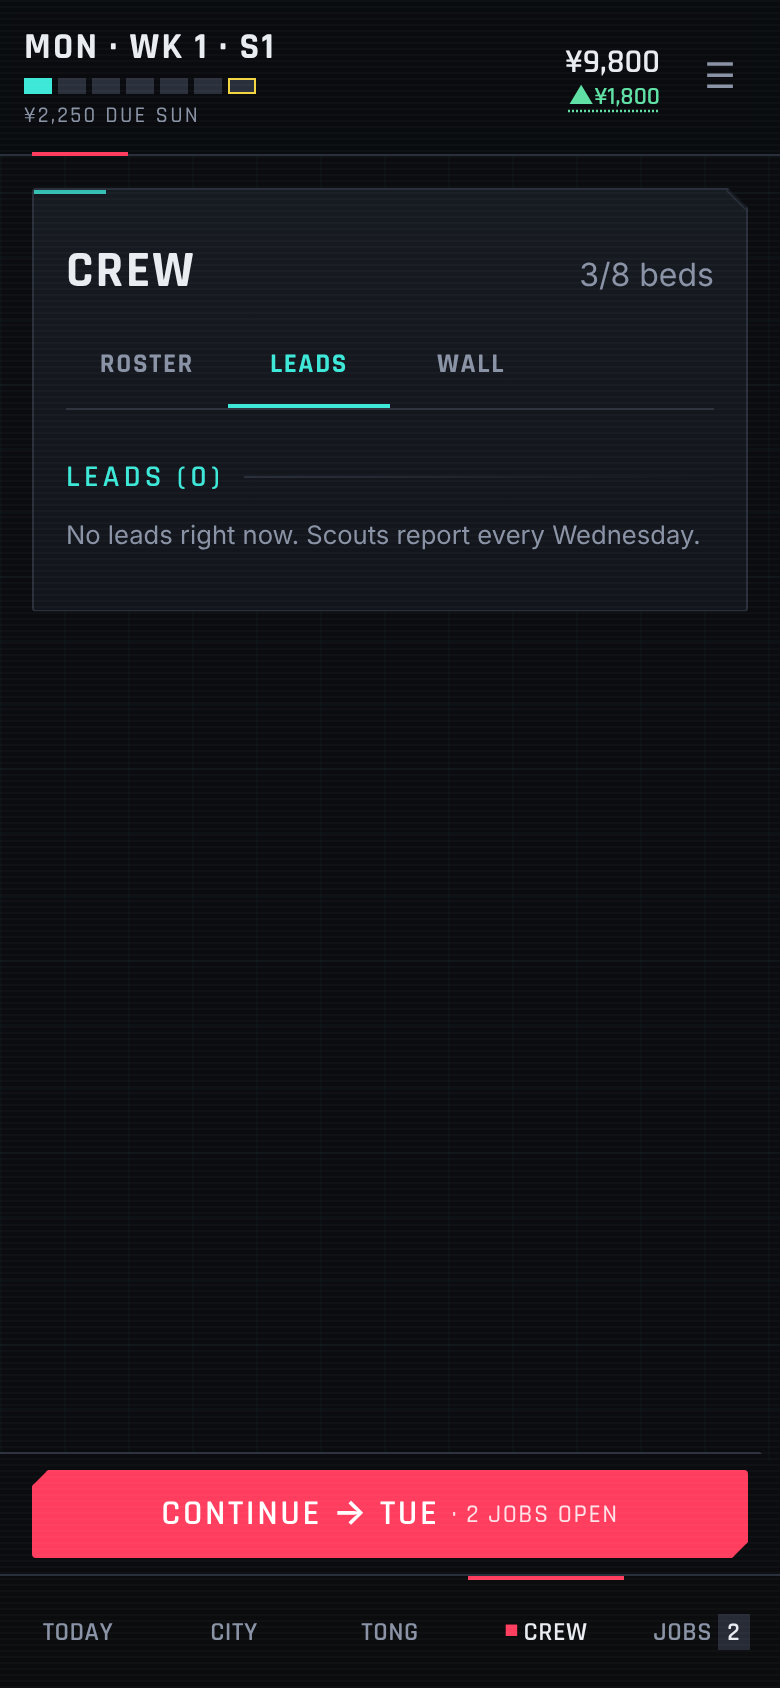 MON · WK 1 · S1
¥2,250 DUE SUN
¥9,800
▲¥1,800
CREW
3/8 beds
ROSTER LEADS WALL
LEADS (0)
No leads right now. Scouts report every Wednesday.
CONTINUE → TUE · 2 JOBS OPEN
TODAY CITY TONG CREW JOBS 2